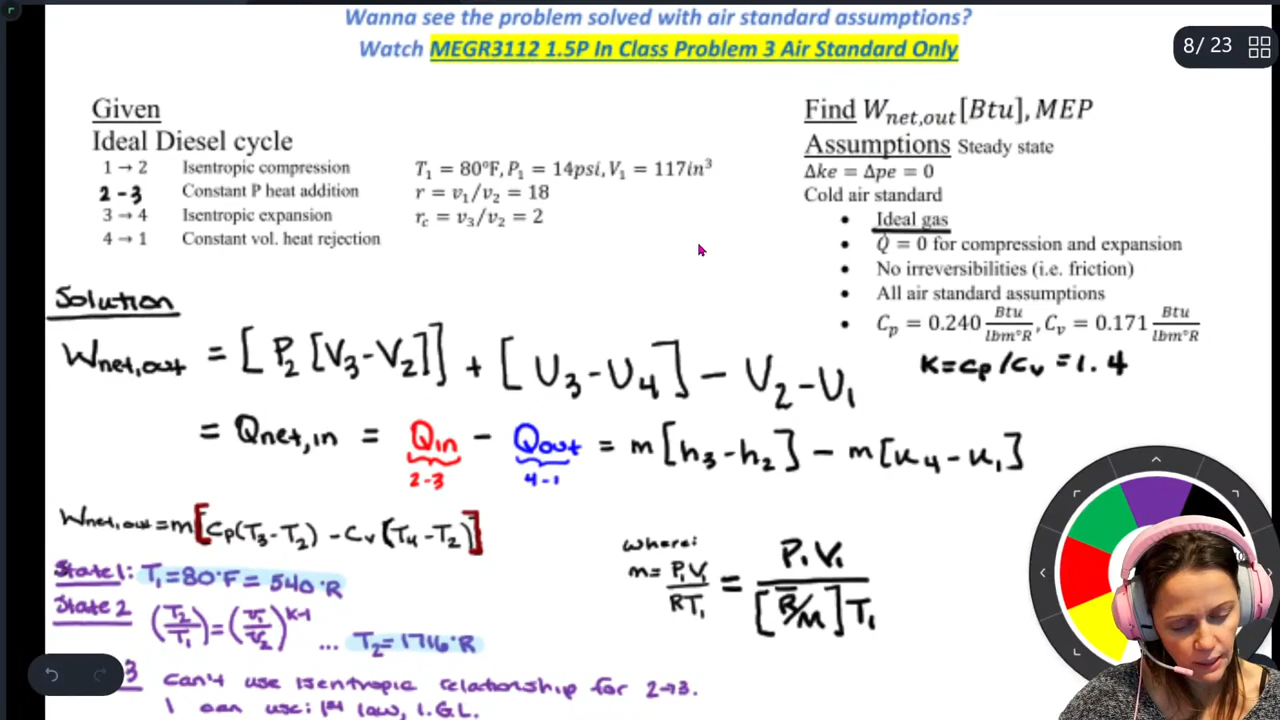 Wanna see the problem solved with air standard assumptions?
Watch MEGR3112 1.5P In Class Problem 3 Air Standard Only
8/ 23
Given
Ideal Diesel cycle
1 → 2 Isentropic compression
2 - 3 Constant P heat addition
3 → 4 Isentropic expansion
4 → 1 Constant vol. heat rejection
T₁ = 80°F, P₁ = 14psi, V₁ = 117in³
r = v₁/v₂ = 18
r_c = v₃/v₂ = 2
Find W_net,out [Btu], MEP
Assumptions Steady state
Δke = Δpe = 0
Cold air standard
• Ideal gas
• Q̇ = 0 for compression and expansion
• No irreversibilities (i.e. friction)
• All air standard assumptions
• C_p = 0.240 Btu/lbm°R, C_v = 0.171 Btu/lbm°R
K = Cp/Cv = 1.4
Solution
W_net,out = [P₂[V₃-V₂]] + [U₃-U₄] - U₂-U₁
= Q_net,in = Qin - Qout = m[h₃-h₂] - m[u₄-u₁]
2-3 4-1
W_net,out = m[Cp(T₃-T₂) - Cv(T₄-T₂)]
where:
m = P₁V₁/RT₁ = P₁V₁/[R̄/M]T₁
State 1: T₁ = 80°F = 540°R
State 2 (T₂/T₁) = (V₁/V₂)^K-1 ... T₂ = 1716°R
3 can't use isentropic relationship for 2→3.
I can use: 1st law, I.G.L.